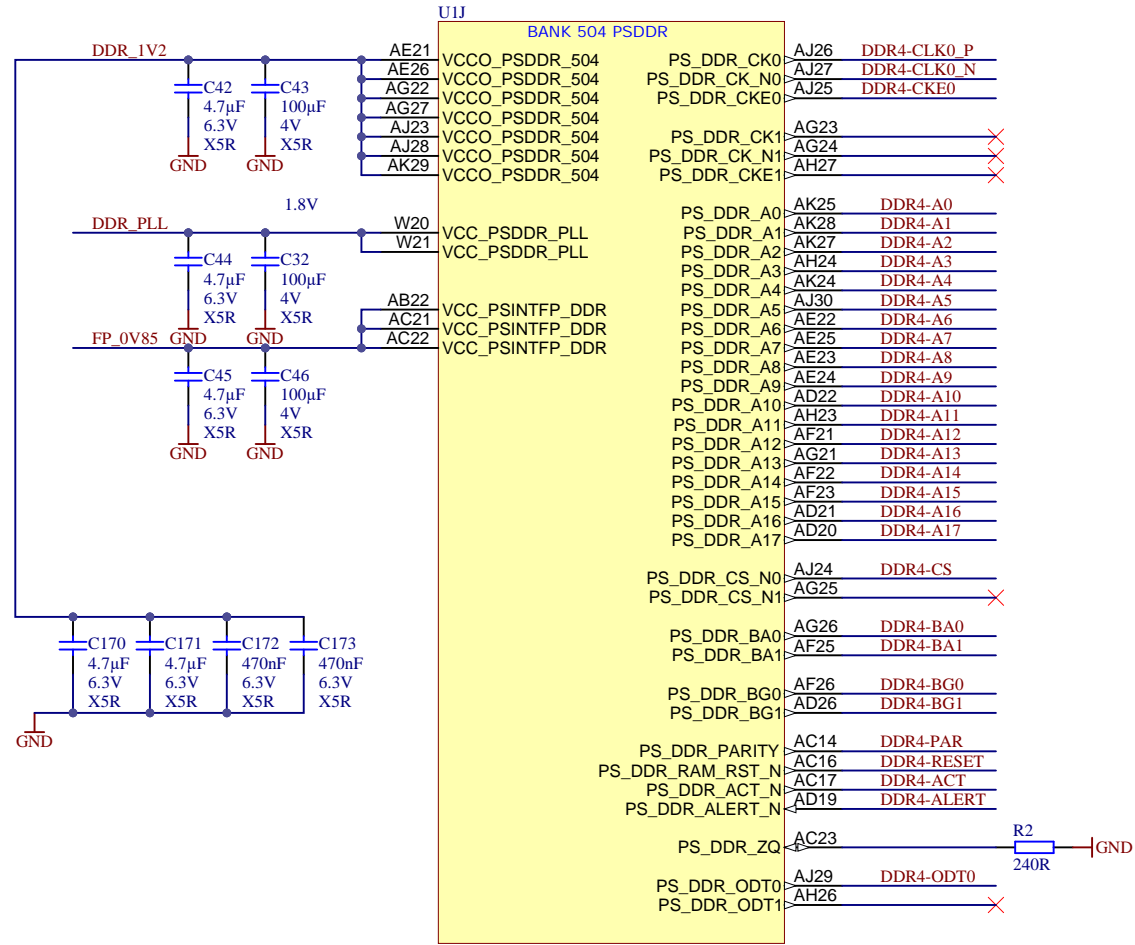 U1J
BANK 504 PSDDR
DDR_1V2
AE21 VCCO_PSDDR_504
AE26 VCCO_PSDDR_504
AG22 VCCO_PSDDR_504
AG27 VCCO_PSDDR_504
AJ23 VCCO_PSDDR_504
AJ28 VCCO_PSDDR_504
AK29 VCCO_PSDDR_504
C42
4.7µF
6.3V
X5R
GND
C43
100µF
4V
X5R
GND
1.8V
DDR_PLL
W20 VCC_PSDDR_PLL
W21 VCC_PSDDR_PLL
C44
4.7µF
6.3V
X5R
GND
C32
100µF
4V
X5R
GND
AB22 VCC_PSINTFP_DDR
AC21 VCC_PSINTFP_DDR
AC22 VCC_PSINTFP_DDR
FP_0V85
C45
4.7µF
6.3V
X5R
GND
C46
100µF
4V
X5R
GND
C170
4.7µF
6.3V
X5R
C171
4.7µF
6.3V
X5R
C172
470nF
6.3V
X5R
C173
470nF
6.3V
X5R
GND
PS_DDR_CK0 AJ26 DDR4-CLK0_P
PS_DDR_CK_N0 AJ27 DDR4-CLK0_N
PS_DDR_CKE0 AJ25 DDR4-CKE0
PS_DDR_CK1 AG23
PS_DDR_CK_N1 AG24
PS_DDR_CKE1 AH27
PS_DDR_A0 AK25 DDR4-A0
PS_DDR_A1 AK28 DDR4-A1
PS_DDR_A2 AK27 DDR4-A2
PS_DDR_A3 AH24 DDR4-A3
PS_DDR_A4 AK24 DDR4-A4
PS_DDR_A5 AJ30 DDR4-A5
PS_DDR_A6 AE22 DDR4-A6
PS_DDR_A7 AE25 DDR4-A7
PS_DDR_A8 AE23 DDR4-A8
PS_DDR_A9 AE24 DDR4-A9
PS_DDR_A10 AD22 DDR4-A10
PS_DDR_A11 AH23 DDR4-A11
PS_DDR_A12 AF21 DDR4-A12
PS_DDR_A13 AG21 DDR4-A13
PS_DDR_A14 AF22 DDR4-A14
PS_DDR_A15 AF23 DDR4-A15
PS_DDR_A16 AD21 DDR4-A16
PS_DDR_A17 AD20 DDR4-A17
PS_DDR_CS_N0 AJ24 DDR4-CS
PS_DDR_CS_N1 AG25
PS_DDR_BA0 AG26 DDR4-BA0
PS_DDR_BA1 AF25 DDR4-BA1
PS_DDR_BG0 AF26 DDR4-BG0
PS_DDR_BG1 AD26 DDR4-BG1
PS_DDR_PARITY AC14 DDR4-PAR
PS_DDR_RAM_RST_N AC16 DDR4-RESET
PS_DDR_ACT_N AC17 DDR4-ACT
PS_DDR_ALERT_N AD19 DDR4-ALERT
PS_DDR_ZQ AC23
R2
240R
GND
PS_DDR_ODT0 AJ29 DDR4-ODT0
PS_DDR_ODT1 AH26